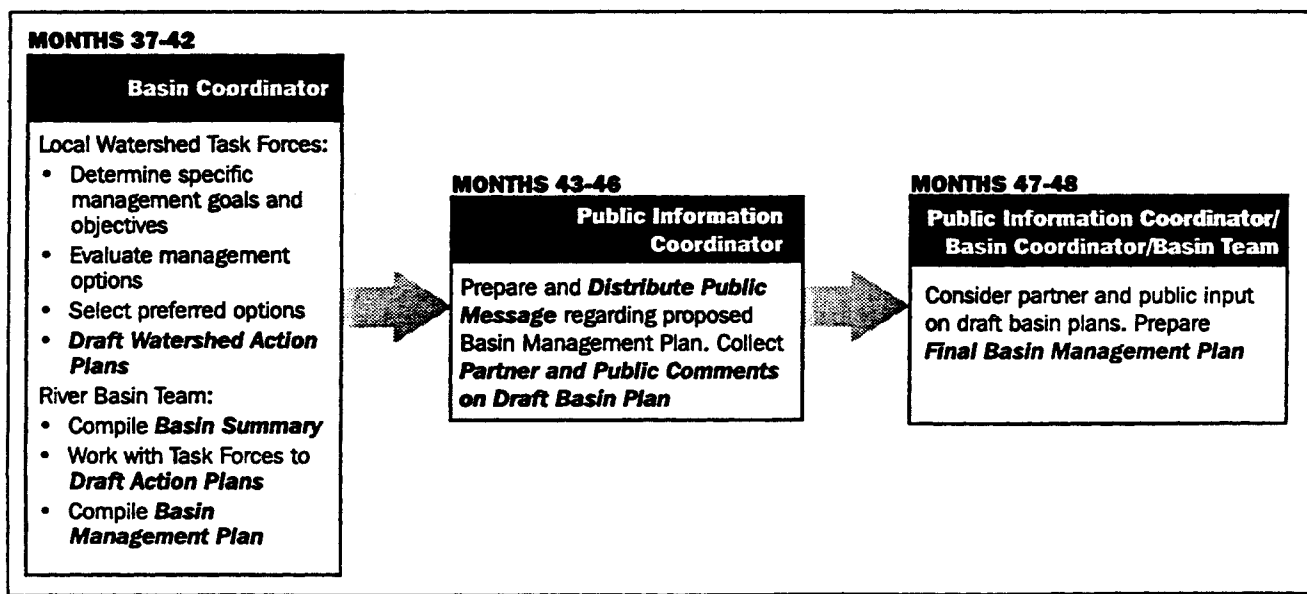 MONTHS 37-42
Basin Coordinator
Local Watershed Task Forces:
• Determine specific
management goals and
objectives
• Evaluate management
options
• Select preferred options
• Draft Watershed Action
Plans
River Basin Team:
• Compile Basin Summary
• Work with Task Forces to
Draft Action Plans
• Compile Basin
Management Plan
MONTHS 43-46
Public Information
Coordinator
Prepare and Distribute Public
Message regarding proposed
Basin Management Plan. Collect
Partner and Public Comments
on Draft Basin Plan
MONTHS 47-48
Public Information Coordinator/
Basin Coordinator/Basin Team
Consider partner and public input
on draft basin plans. Prepare
Final Basin Management Plan